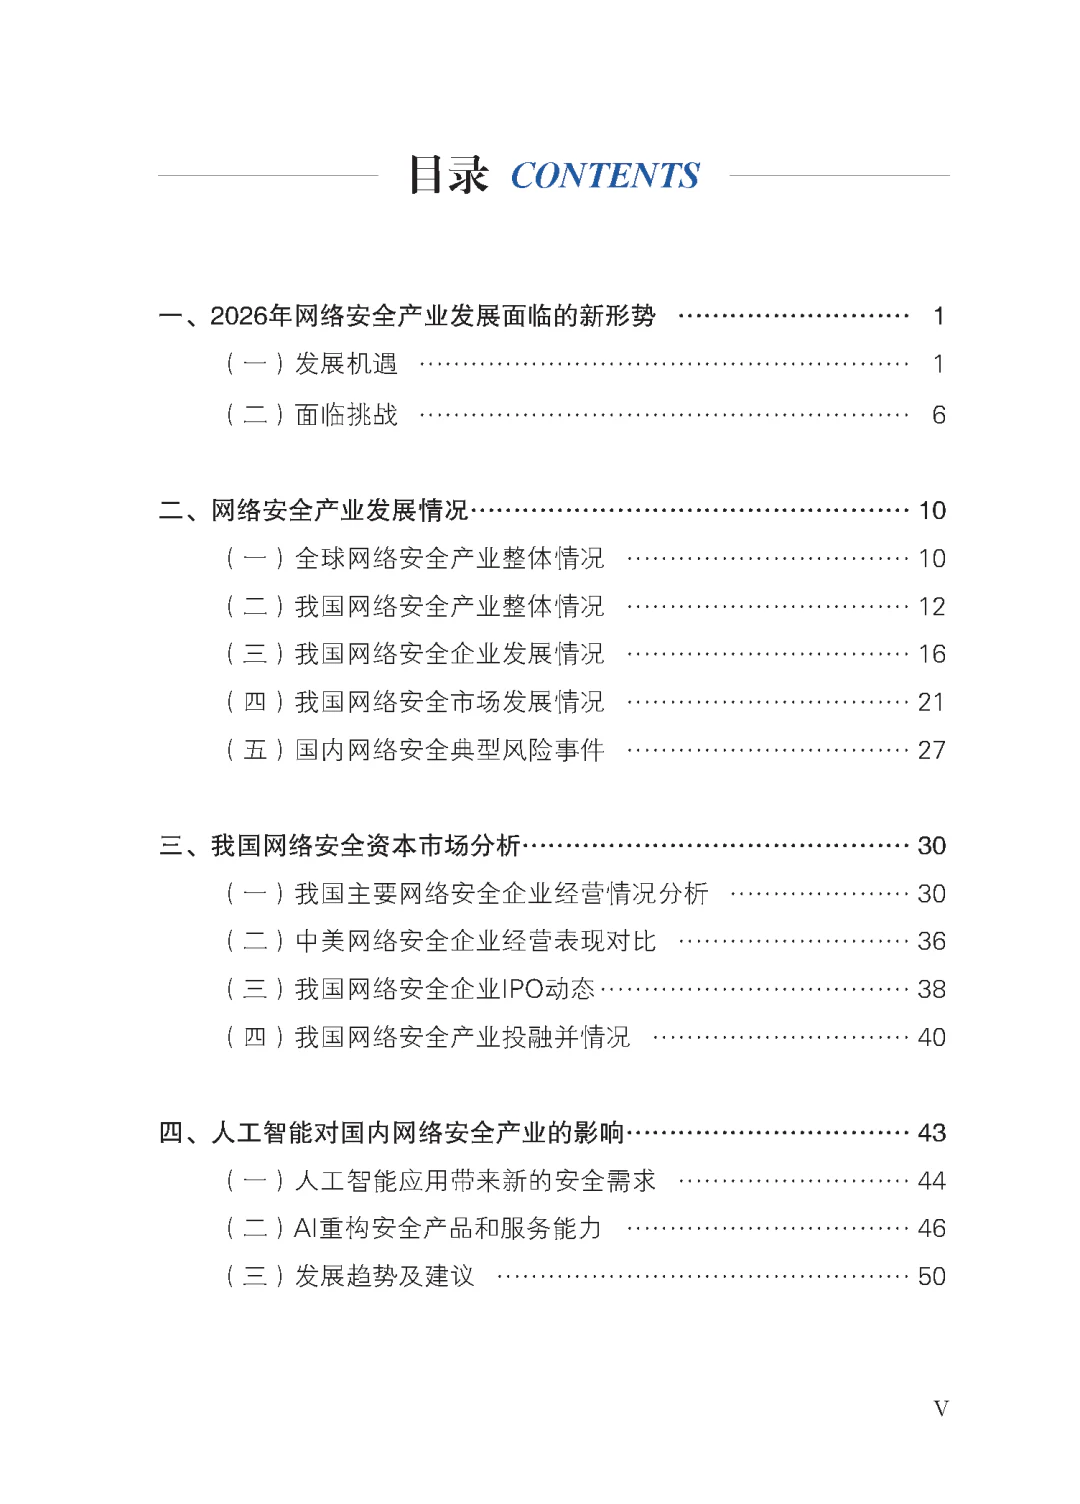 目录 CONTENTS
一、2026年网络安全产业发展面临的新形势 ………………………… 1
（一）发展机遇 ………………………………………………… 1
（二）面临挑战 ………………………………………………… 6
二、网络安全产业发展情况…………………………………………… 10
（一）全球网络安全产业整体情况 …………………………… 10
（二）我国网络安全产业整体情况 …………………………… 12
（三）我国网络安全企业发展情况 …………………………… 16
（四）我国网络安全市场发展情况 …………………………… 21
（五）国内网络安全典型风险事件 …………………………… 27
三、我国网络安全资本市场分析……………………………………… 30
（一）我国主要网络安全企业经营情况分析 ………………… 30
（二）中美网络安全企业经营表现对比 ……………………… 36
（三）我国网络安全企业IPO动态……………………………… 38
（四）我国网络安全产业投融并情况 ………………………… 40
四、人工智能对国内网络安全产业的影响…………………………… 43
（一）人工智能应用带来新的安全需求 ……………………… 44
（二）AI重构安全产品和服务能力 …………………………… 46
（三）发展趋势及建议 ………………………………………… 50
V